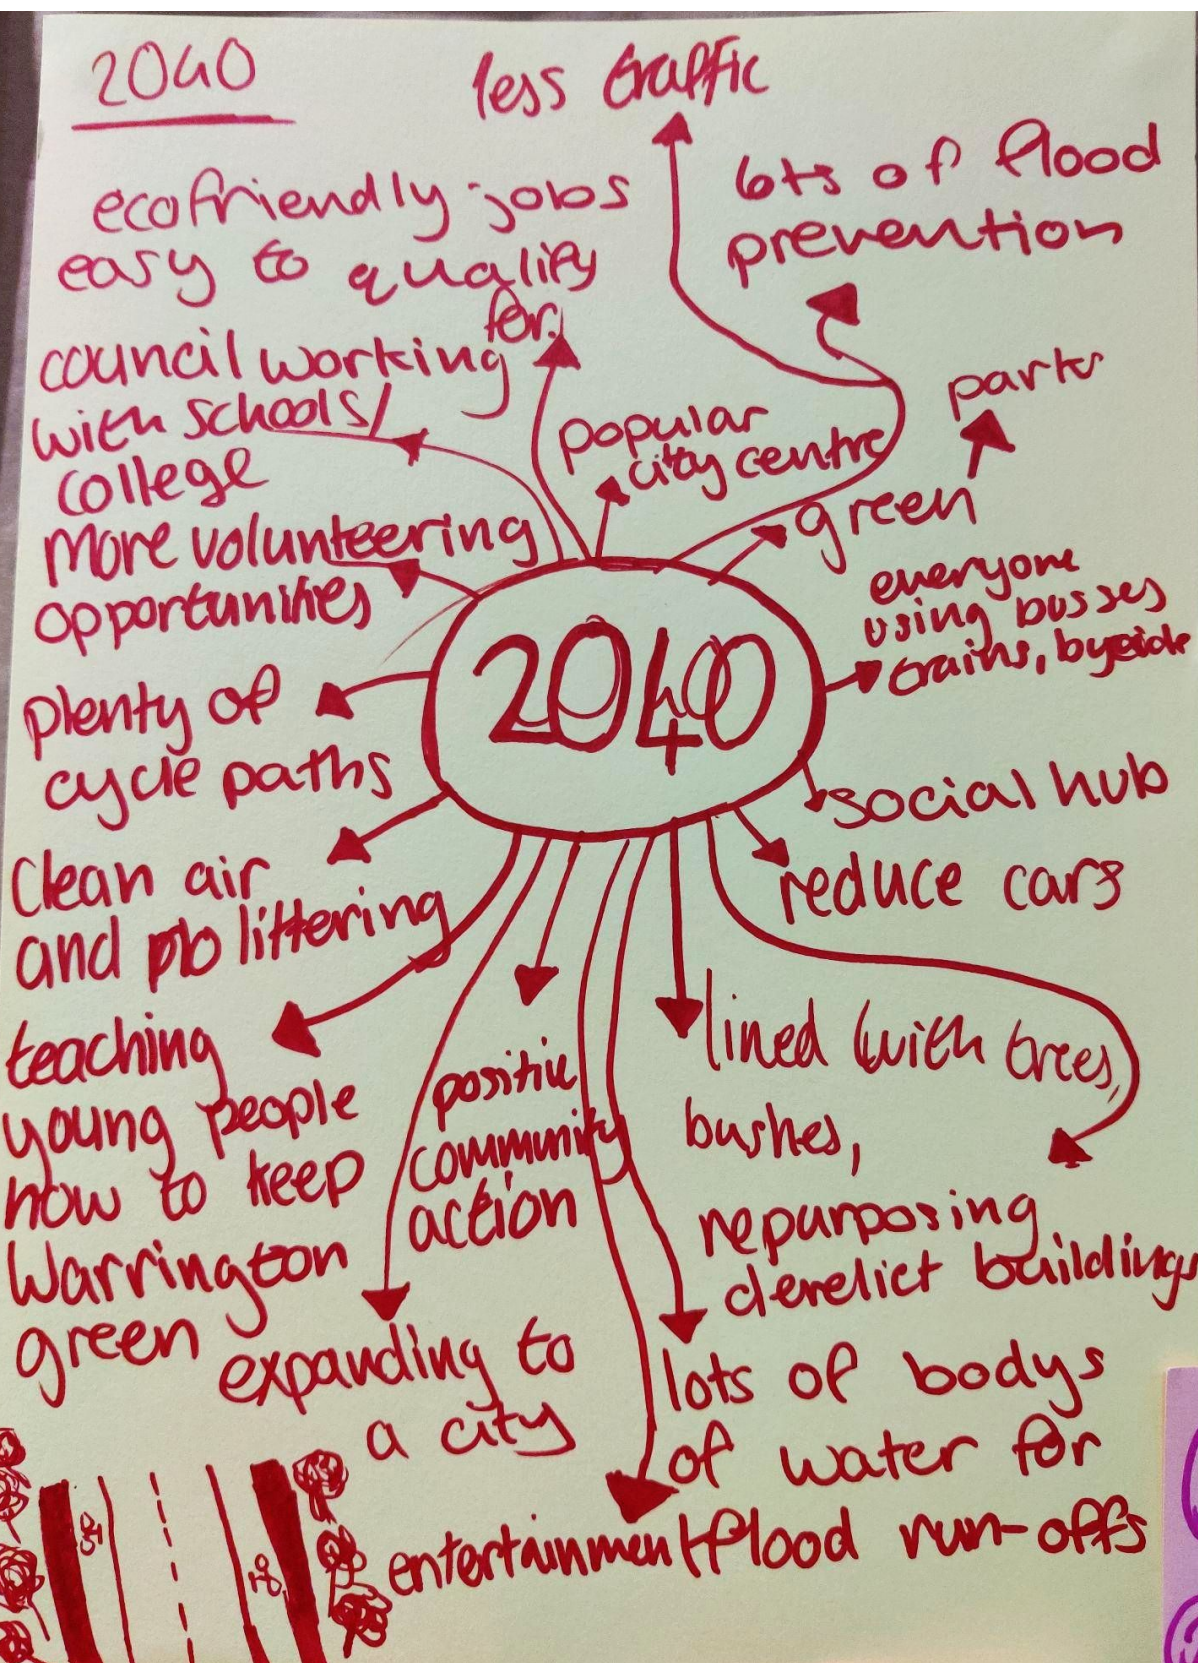 2040
less traffic
lots of flood
prevention
ecofriendly jobs
easy to qualify
for.
council working
with schools/
college
popular
city centre
parks
green
more volunteering
opportunities
everyone
using busses
trains,
2040
plenty of
cycle paths
social hub
reduce cars
Clean air
and no littering
teaching
young people
how to keep
Warrington
green
positive
community
action
lined with trees,
bushes,
repurposing
derelict buildings
expanding to
a city
lots of bodys
of water for
flood run-offs
entertainment